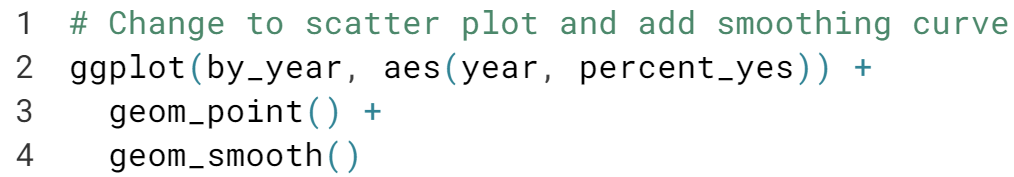 1 # Change to scatter plot and add smoothing curve
2 ggplot(by_year, aes(year, percent_yes)) +
3   geom_point() +
4   geom_smooth()